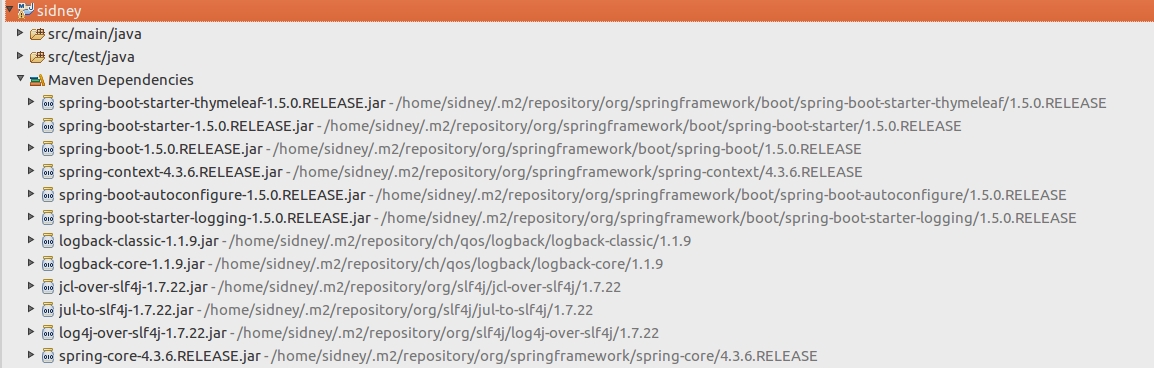 sidney
src/main/java
src/test/java
Maven Dependencies
spring-boot-starter-thymeleaf-1.5.0.RELEASE.jar - /home/sidney/.m2/repository/org/springframework/boot/spring-boot-starter-thymeleaf/1.5.0.RELEASE
spring-boot-starter-1.5.0.RELEASE.jar - /home/sidney/.m2/repository/org/springframework/boot/spring-boot-starter/1.5.0.RELEASE
spring-boot-1.5.0.RELEASE.jar - /home/sidney/.m2/repository/org/springframework/boot/spring-boot/1.5.0.RELEASE
spring-context-4.3.6.RELEASE.jar - /home/sidney/.m2/repository/org/springframework/spring-context/4.3.6.RELEASE
spring-boot-autoconfigure-1.5.0.RELEASE.jar - /home/sidney/.m2/repository/org/springframework/boot/spring-boot-autoconfigure/1.5.0.RELEASE
spring-boot-starter-logging-1.5.0.RELEASE.jar - /home/sidney/.m2/repository/org/springframework/boot/spring-boot-starter-logging/1.5.0.RELEASE
logback-classic-1.1.9.jar - /home/sidney/.m2/repository/ch/qos/logback/logback-classic/1.1.9
logback-core-1.1.9.jar - /home/sidney/.m2/repository/ch/qos/logback/logback-core/1.1.9
jcl-over-slf4j-1.7.22.jar - /home/sidney/.m2/repository/org/slf4j/jcl-over-slf4j/1.7.22
jul-to-slf4j-1.7.22.jar - /home/sidney/.m2/repository/org/slf4j/jul-to-slf4j/1.7.22
log4j-over-slf4j-1.7.22.jar - /home/sidney/.m2/repository/org/slf4j/log4j-over-slf4j/1.7.22
spring-core-4.3.6.RELEASE.jar - /home/sidney/.m2/repository/org/springframework/spring-core/4.3.6.RELEASE